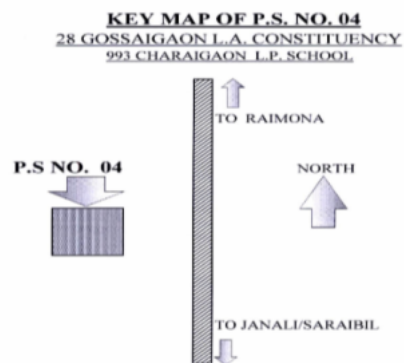 KEY MAP OF P.S. NO. 04
28 GOSSAIGAON L.A. CONSTITUENCY
993 CHARAIGAON L.P. SCHOOL
TO RAIMONA
P.S NO. 04
NORTH
TO JANALI/SARAIBIL